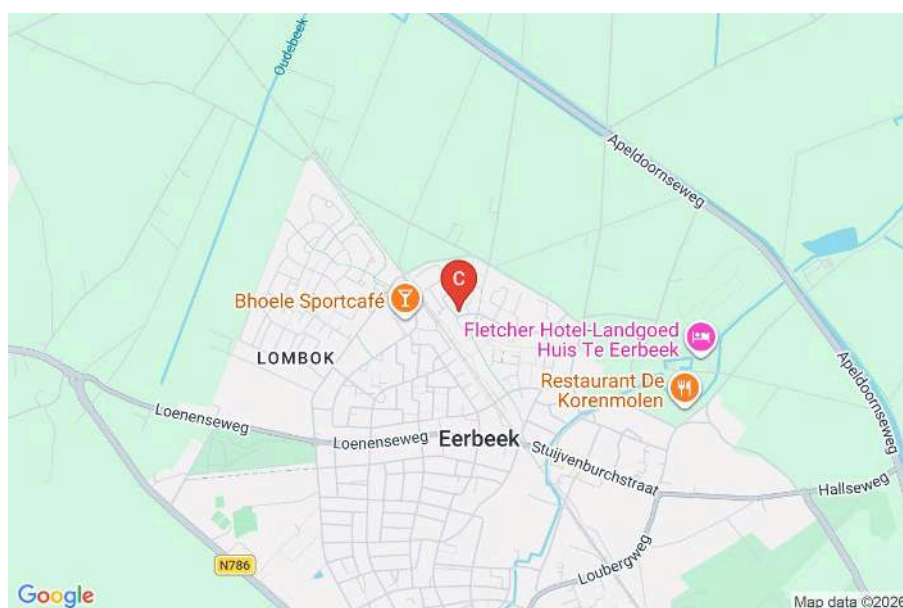 Oudebeek
Apeldoornseweg
C
Bhoele Sportcafé
Fletcher Hotel-Landgoed
Huis Te Eerbeek
LOMBOK
Restaurant De
Korenmolen
Apeldoornseweg
Loenenseweg
Loenenseweg
Eerbeek
Stuijvenburchstraat
Hallseweg
N786
Loubergweg
Google
Map data ©2026